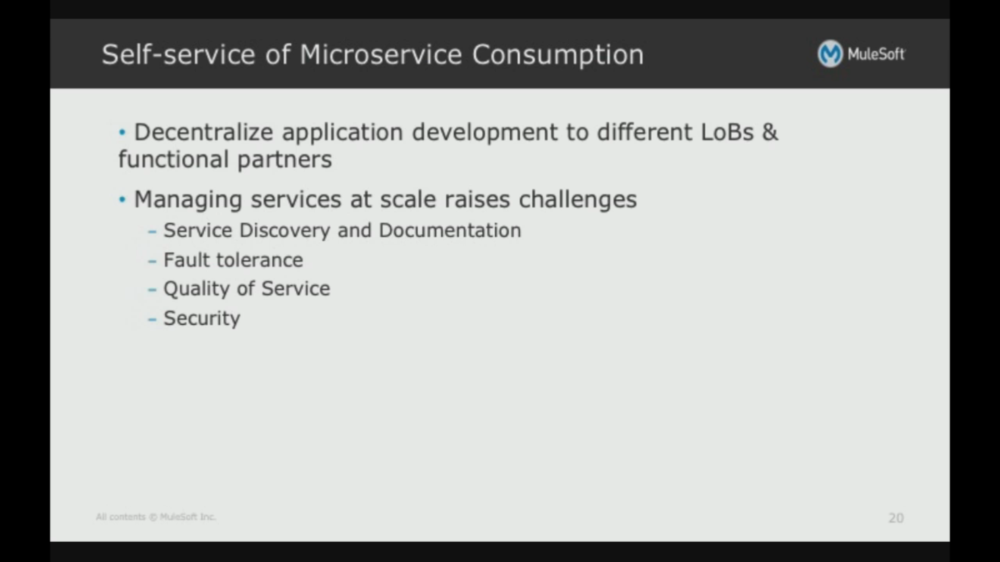 Self-service of Microservice Consumption
MuleSoft
• Decentralize application development to different LoBs &
functional partners
• Managing services at scale raises challenges
– Service Discovery and Documentation
– Fault tolerance
– Quality of Service
– Security
All contents © MuleSoft Inc.
20